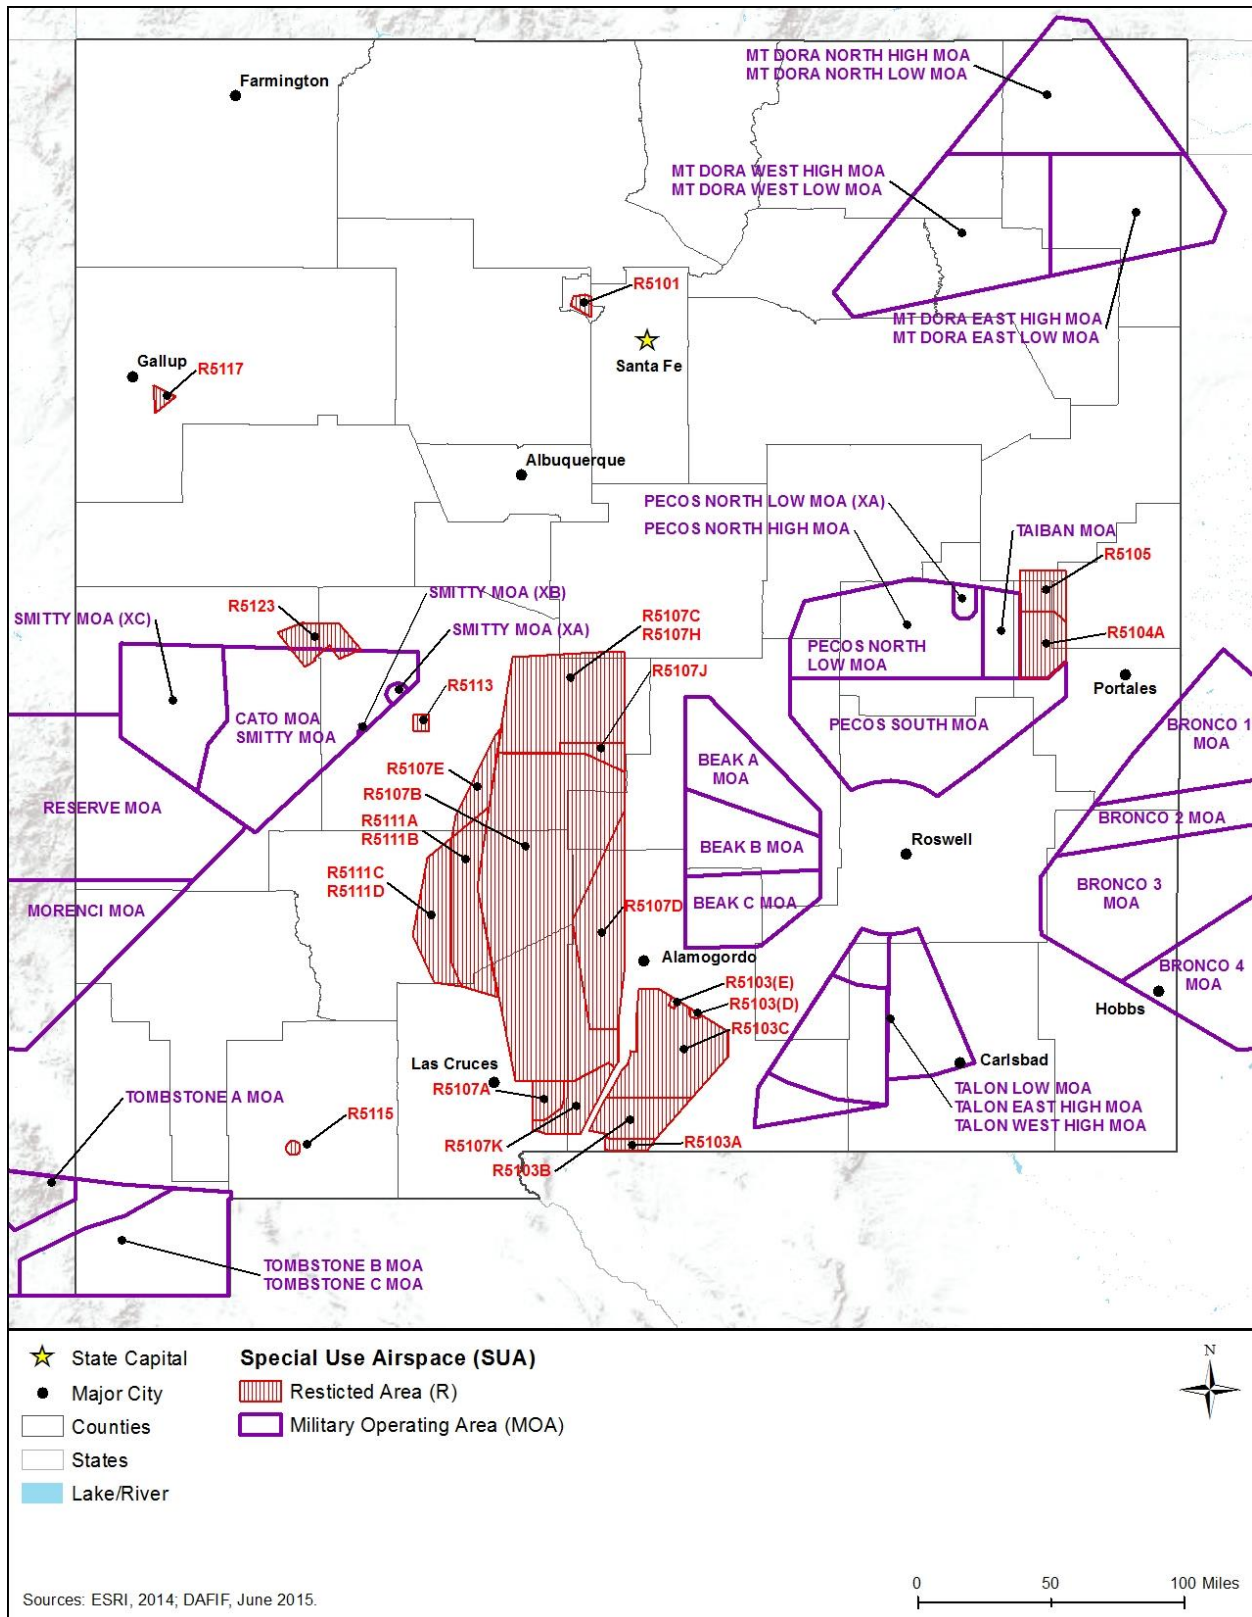 MT DORA NORTH HIGH MOA
MT DORA NORTH LOW MOA
Farmington
MT DORA WEST HIGH MOA
MT DORA WEST LOW MOA
R5101
MT DORA EAST HIGH MOA
MT DORA EAST LOW MOA
Santa Fe
Gallup
R5117
Albuquerque
PECOS NORTH LOW MOA (XA)
PECOS NORTH HIGH MOA
TAIBAN MOA
R5105
SMITTY MOA (XB)
R5123
SMITTY MOA (XC)
SMITTY MOA (XA)
R5107C
R5107H
R5104A
PECOS NORTH
LOW MOA
R5107J
R5113
Portales
CATO MOA
SMITTY MOA
PECOS SOUTH MOA
BRONCO 1
MOA
BEAK A
MOA
R5107E
R5107B
RESERVE MOA
R5111A
R5111B
BRONCO 2 MOA
Roswell
BEAK B MOA
R5111C
R5111D
BRONCO 3
MOA
MORENCI MOA
R5107D
BEAK C MOA
Alamogordo
BRONCO 4
MOA
R5103(E)
R5103(D)
Hobbs
R5103C
Las Cruces
Carlsbad
R5107A
TOMBSTONE A MOA
TALON LOW MOA
TALON EAST HIGH MOA
TALON WEST HIGH MOA
R5115
R5107K
R5103A
R5103B
TOMBSTONE B MOA
TOMBSTONE C MOA
State Capital
Major City
Counties
States
Lake/River
Special Use Airspace (SUA)
Resticted Area (R)
Military Operating Area (MOA)
N
0 50 100 Miles
Sources: ESRI, 2014; DAFIF, June 2015.